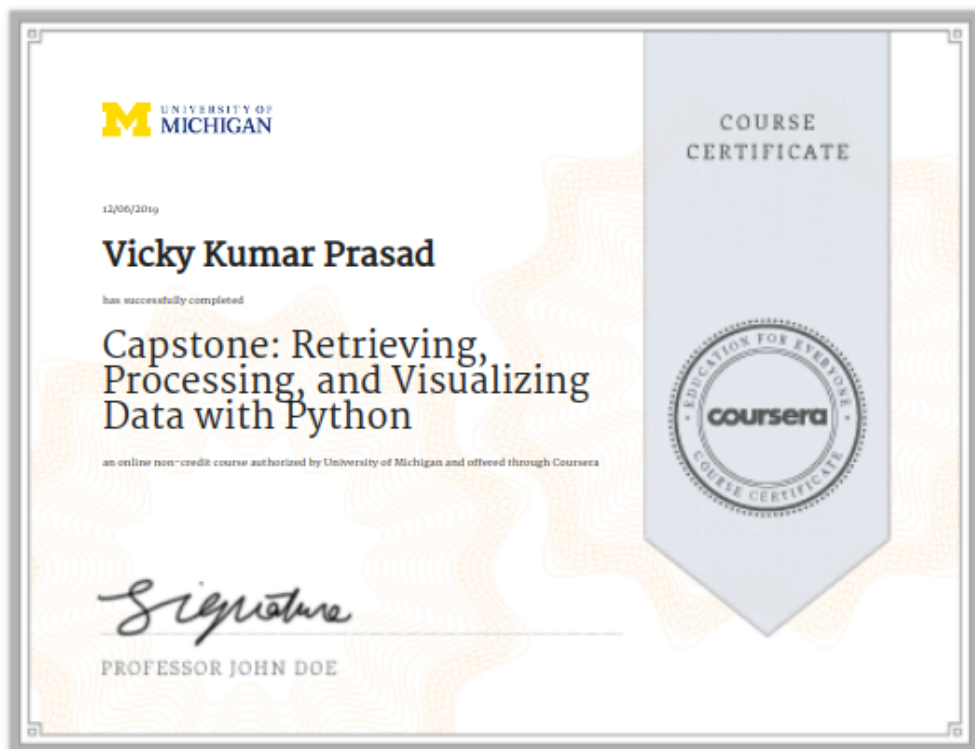 UNIVERSITY OF
MICHIGAN
COURSE
CERTIFICATE
12/06/2019
Vicky Kumar Prasad
has successfully completed
Capstone: Retrieving,
Processing, and Visualizing
Data with Python
an online non-credit course authorized by University of Michigan and offered through Coursera
EDUCATION FOR EVERYONE
coursera
COURSE CERTIFICATE
Signature
PROFESSOR JOHN DOE